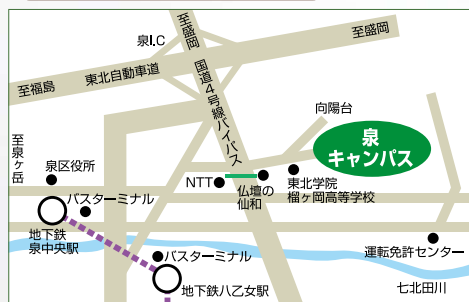 至盛岡
至盛岡
泉I.C
東北自動車道
至福島
国道4号線バイパス
向陽台
泉
キャンパス
至泉ヶ岳
泉区役所
NTT
仏壇の
仙和
東北学院
榴ヶ岡高等学校
バスターミナル
地下鉄
泉中央駅
バスターミナル
運転免許センター
地下鉄八乙女駅
七北田川